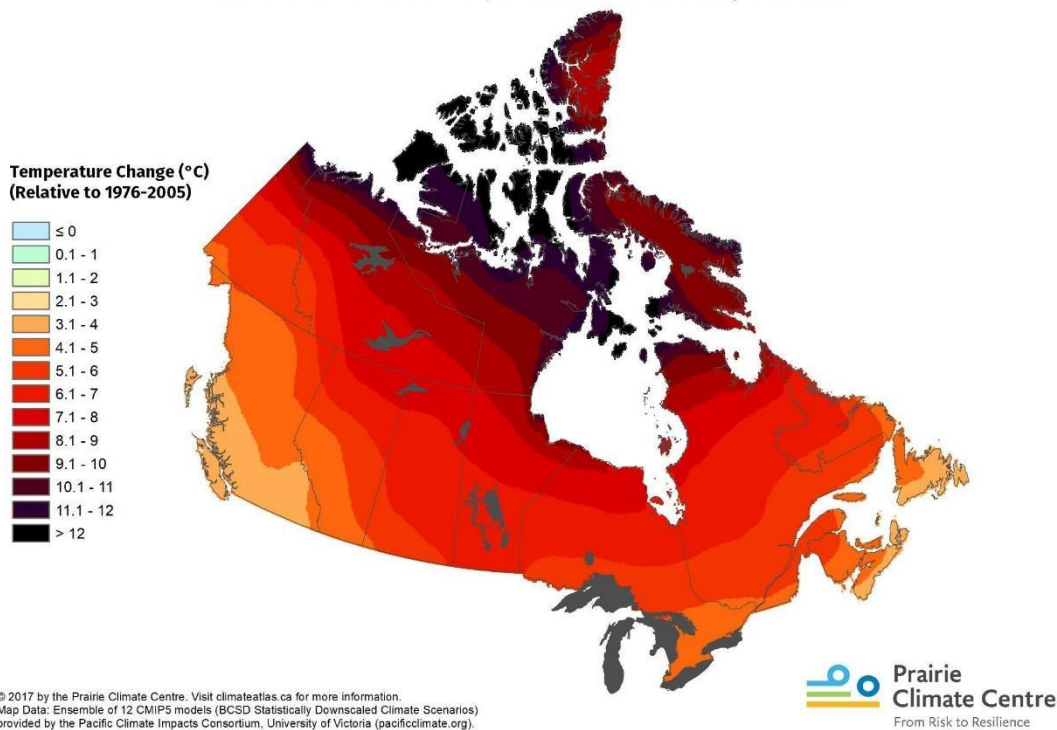 Temperature Change (°C)
(Relative to 1976-2005)
≤ 0
0.1 - 1
1.1 - 2
2.1 - 3
3.1 - 4
4.1 - 5
5.1 - 6
6.1 - 7
7.1 - 8
8.1 - 9
9.1 - 10
10.1 - 11
11.1 - 12
> 12
© 2017 by the Prairie Climate Centre. Visit climateatlas.ca for more information.
Map Data: Ensemble of 12 CMIP5 models (BCSD Statistically Downscaled Climate Scenarios)
provided by the Pacific Climate Impacts Consortium, University of Victoria (pacificclimate.org).
Prairie
Climate Centre
From Risk to Resilience